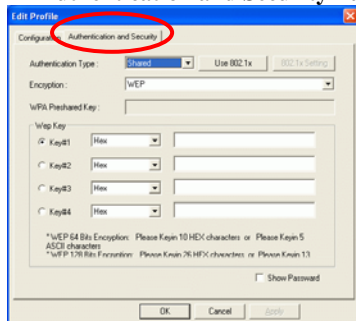 Edit Profile
Configuration Authentication and Security
Authentication Type : Shared Use 802.1x 802.1x Setting
Encryption : WEP
WPA Preshared Key :
Wep Key
Key#1 Hex
Key#2 Hex
Key#3 Hex
Key#4 Hex
*WEP 64 Bits Encryption: Please Keyin 10 HEX characters or Please Keyin 5
ASCII characters
*WEP 128 Bits Encryption: Please Keyin 26 HEX characters or Please Keyin 13
Show Password
OK Cancel Apply